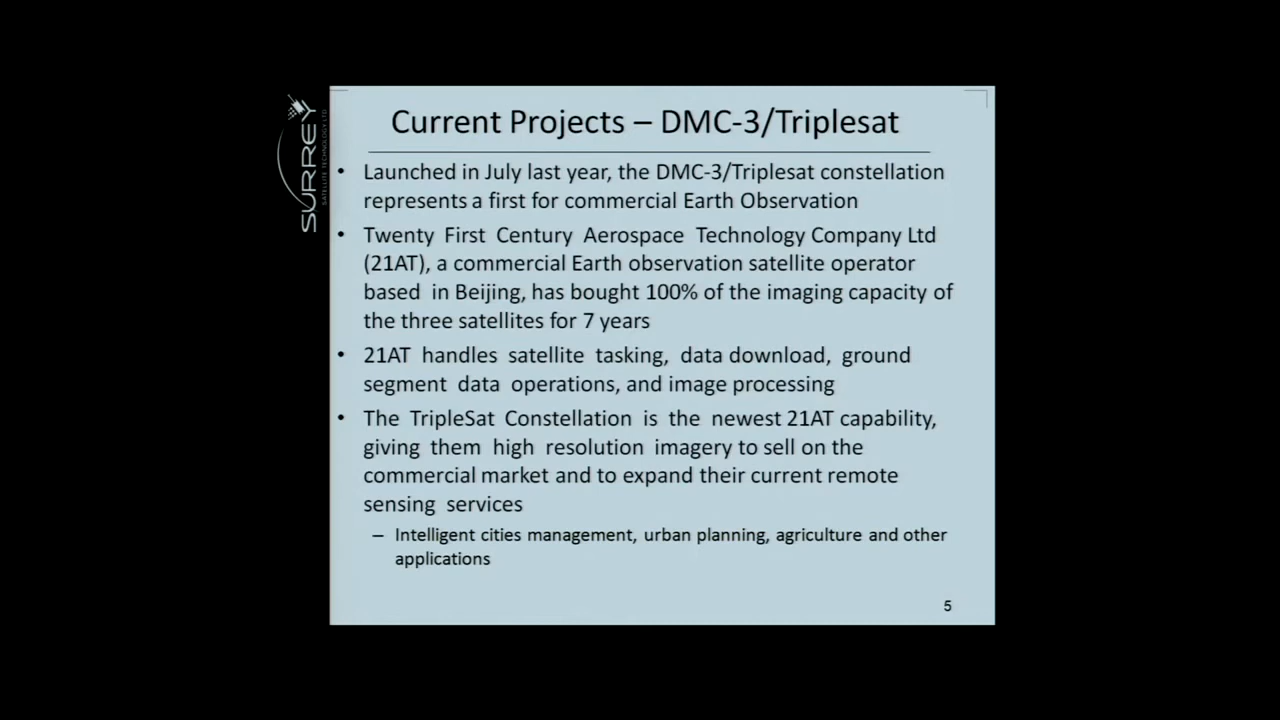 Current Projects – DMC-3/Triplesat
• Launched in July last year, the DMC-3/Triplesat constellation
represents a first for commercial Earth Observation
• Twenty First Century Aerospace Technology Company Ltd
(21AT), a commercial Earth observation satellite operator
based in Beijing, has bought 100% of the imaging capacity of
the three satellites for 7 years
• 21AT handles satellite tasking, data download, ground
segment data operations, and image processing
• The TripleSat Constellation is the newest 21AT capability,
giving them high resolution imagery to sell on the
commercial market and to expand their current remote
sensing services
– Intelligent cities management, urban planning, agriculture and other
applications
5
SURREY
SATELLITE TECHNOLOGY LTD